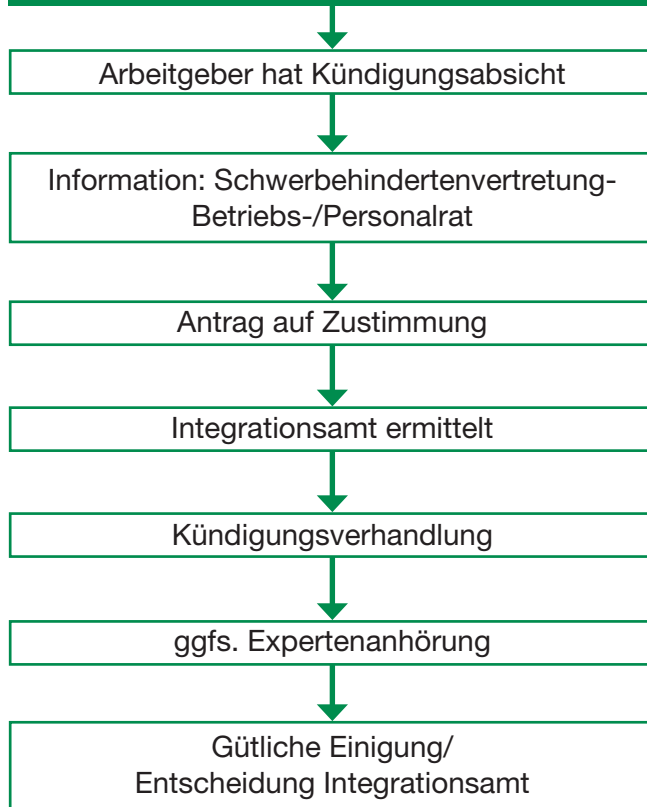 Arbeitgeber hat Kündigungsabsicht
Information: Schwerbehindertenvertretung-
Betriebs-/Personalrat
Antrag auf Zustimmung
Integrationsamt ermittelt
Kündigungsverhandlung
ggfs. Expertenanhörung
Gütliche Einigung/
Entscheidung Integrationsamt